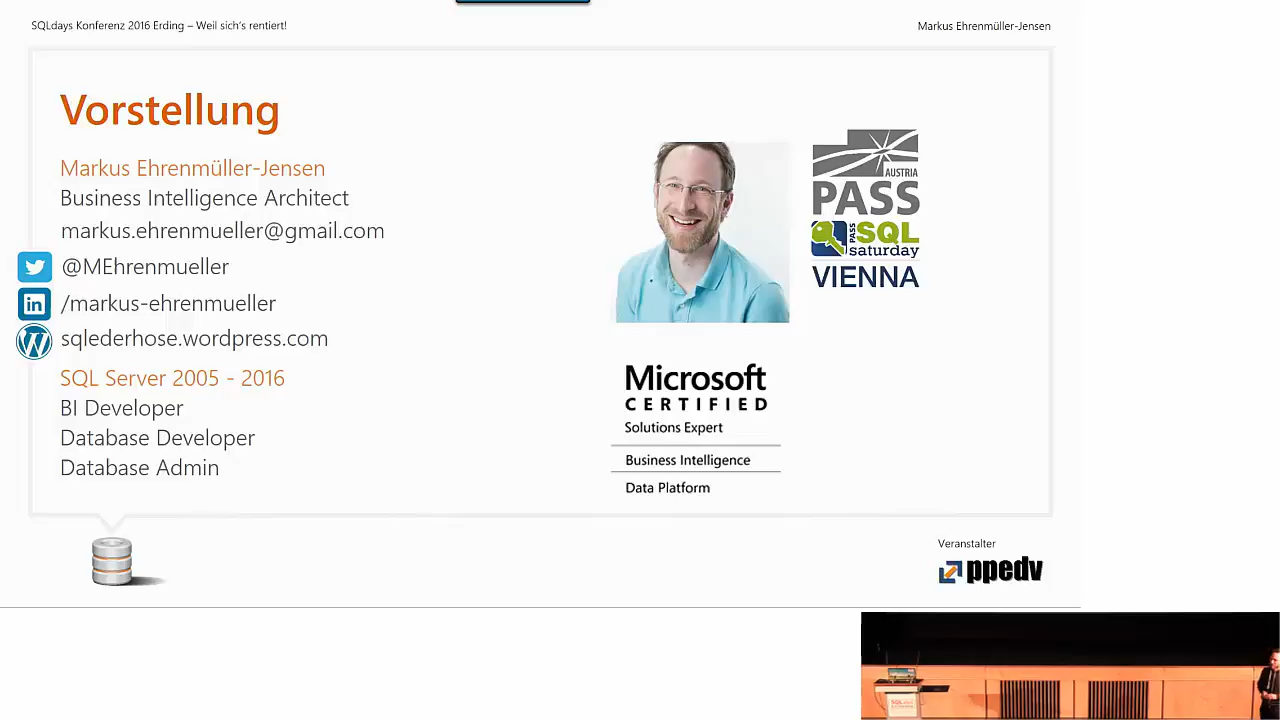 SQLdays Konferenz 2016 Erding – Weil sich's rentiert!
Markus Ehrenmüller-Jensen
Vorstellung
Markus Ehrenmüller-Jensen
Business Intelligence Architect
markus.ehrenmueller@gmail.com
@MEhrenmueller
in /markus-ehrenmueller
sqlederhose.wordpress.com
SQL Server 2005 - 2016
BI Developer
Database Developer
Database Admin
AUSTRIA
PASS
PASS SQL
saturday
VIENNA
Microsoft
CERTIFIED
Solutions Expert
Business Intelligence
Data Platform
Veranstalter
ppedv